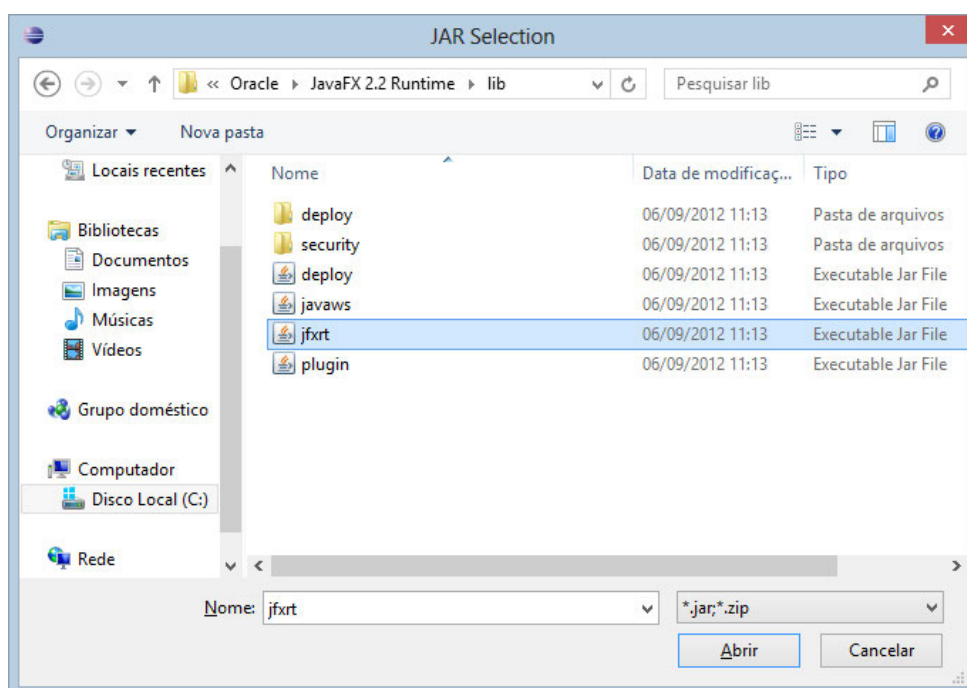 JAR Selection
« Oracle JavaFX 2.2 Runtime lib
Pesquisar lib
Organizar Nova pasta
Locais recentes
Bibliotecas
Documentos
Imagens
Músicas
Vídeos
Grupo doméstico
Computador
Disco Local (C:)
Rede
Nome Data de modificaç... Tipo
deploy 06/09/2012 11:13 Pasta de arquivos
security 06/09/2012 11:13 Pasta de arquivos
deploy 06/09/2012 11:13 Executable Jar File
javaws 06/09/2012 11:13 Executable Jar File
jfxrt 06/09/2012 11:13 Executable Jar File
plugin 06/09/2012 11:13 Executable Jar File
Nome: jfxrt *.jar;*.zip
Abrir Cancelar